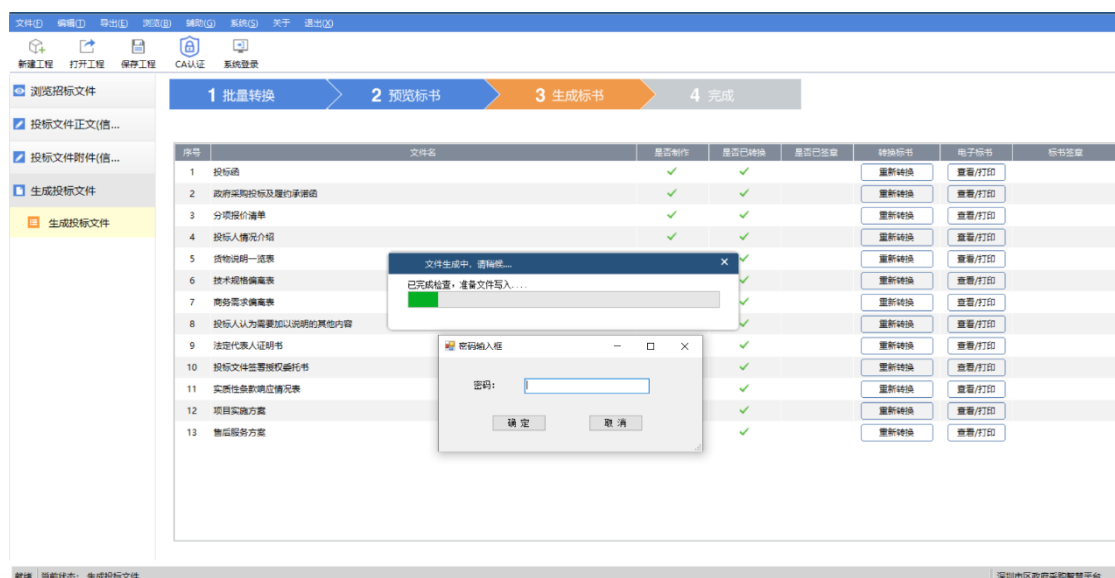 文件(F) 编辑(T) 导出(E) 浏览(B) 辅助(G) 系统(S) 关于 退出(X)
新建工程 打开工程 保存工程 CA认证 系统登录
浏览招标文件
投标文件正文(信...
投标文件附件(信...
生成投标文件
生成投标文件
1 批量转换 2 预览标书 3 生成标书 4 完成
序号 文件名 是否制作 是否已转换 是否已签章 转换标书 电子标书 标书签章
1 投标函 重新转换 查看/打印
2 政府采购投标及履约承诺函 重新转换 查看/打印
3 分项报价清单 重新转换 查看/打印
4 投标人情况介绍 重新转换 查看/打印
5 货物说明一览表 重新转换 查看/打印
6 技术规格偏离表 重新转换 查看/打印
7 商务需求偏离表 重新转换 查看/打印
8 投标人认为需要加以说明的其他内容 重新转换 查看/打印
9 法定代表人证明书 重新转换 查看/打印
10 投标文件签署授权委托书 重新转换 查看/打印
11 实质性条款响应情况表 重新转换 查看/打印
12 项目实施方案 重新转换 查看/打印
13 售后服务方案 重新转换 查看/打印
文件生成中，请稍候....
已完成检查，准备文件写入....
密码输入框
密码：
确 定 取 消
就绪 当前状态： 生成投标文件 深圳市区政府采购智慧平台